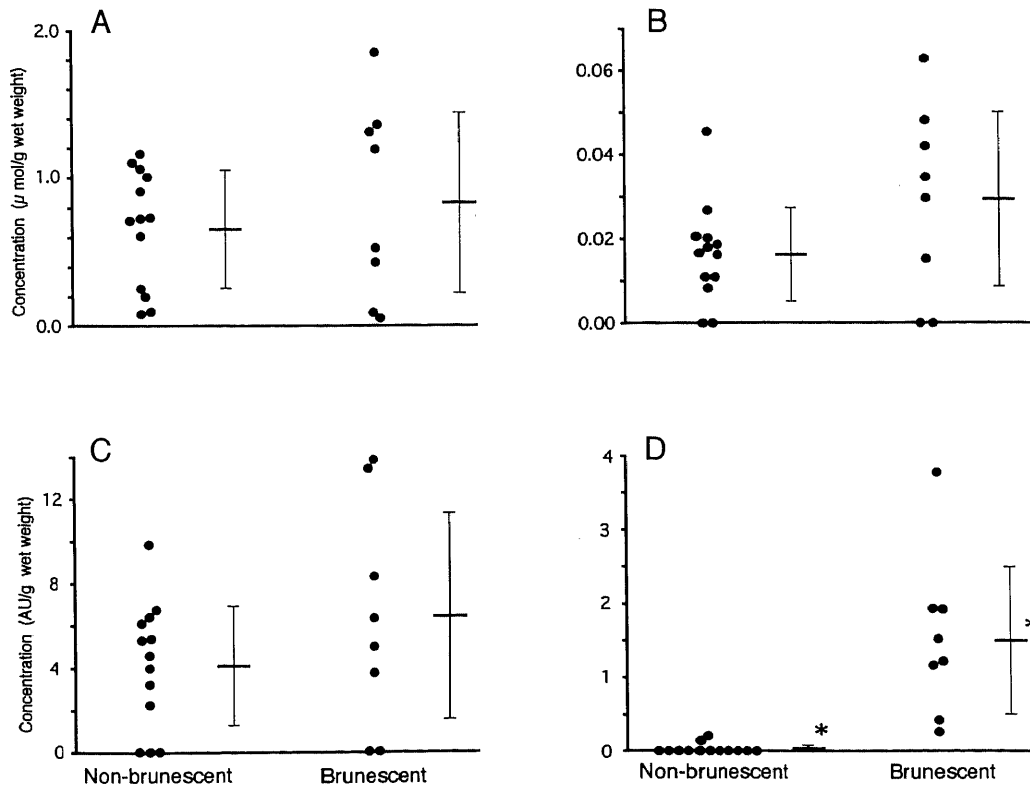 A
B
2.0
1.0
0.0
Concentration (μ mol/g wet weight)
0.06
0.04
0.02
0.00
C
D
12
8
4
0
Concentration (AU/g wet weight)
4
3
2
1
0
*
*
Non-brunescent
Brunescent
Non-brunescent
Brunescent